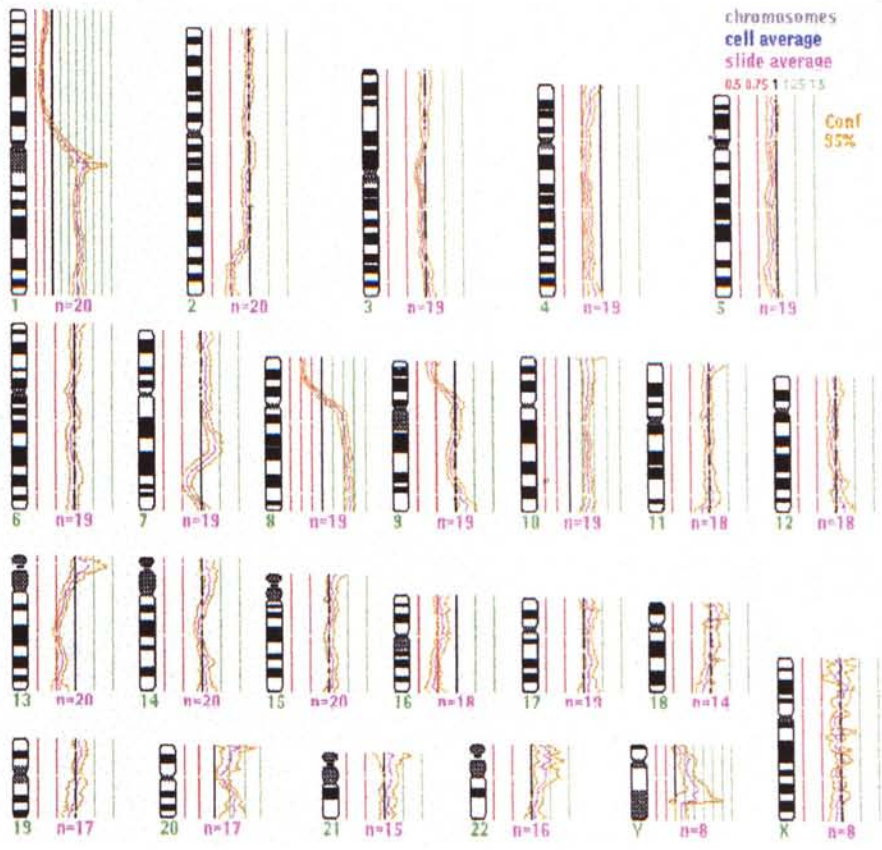 chromosomes
cell average
slide average
0.5 0.75 1 1.25 1.5
Conf
95%
1 n=20
2 n=20
3 n=19
4 n=19
5 n=19
6 n=19
7 n=19
8 n=19
9 n=19
10 n=19
11 n=18
12 n=18
13 n=20
14 n=20
15 n=20
16 n=18
17 n=19
18 n=14
19 n=17
20 n=17
21 n=15
22 n=16
Y n=8
X n=8